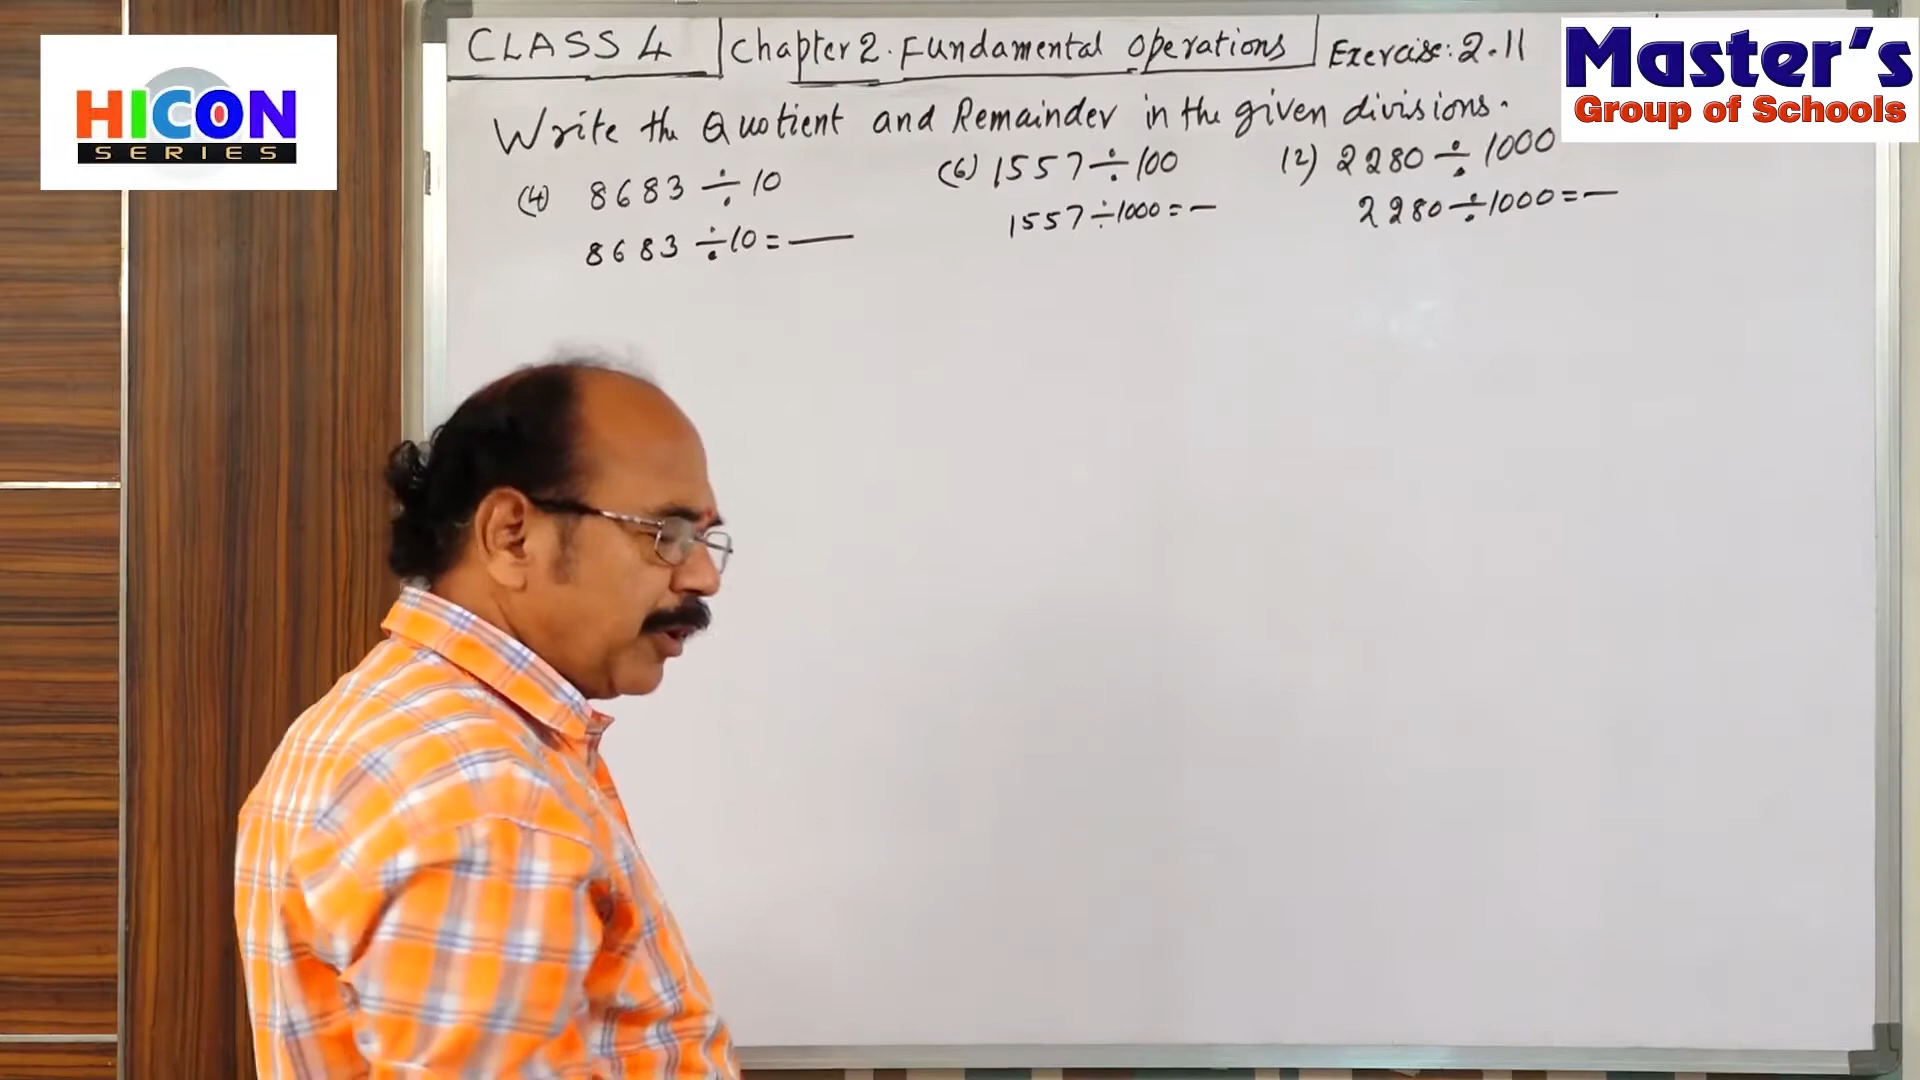 HICON
SERIES
CLASS 4 | Chapter 2. Fundamental Operations | Exercise: 2.11
Master's
Group of Schools
Write the Quotient and Remainder in the given divisions.
(4) 8683 ÷ 10
8683 ÷ 10 = —
(6) 1557 ÷ 100
1557 ÷ 1000 = —
12) 2280 ÷ 1000
2280 ÷ 1000 = —